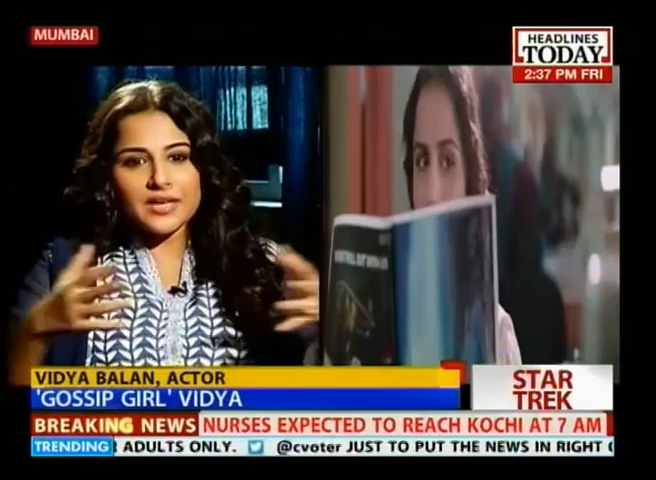 MUMBAI
HEADLINES
TODAY
2:37 PM FRI
VIDYA BALAN, ACTOR
'GOSSIP GIRL' VIDYA
STAR
TREK
BREAKING NEWS NURSES EXPECTED TO REACH KOCHI AT 7 AM
TRENDING ADULTS ONLY. @cvoter JUST TO PUT THE NEWS IN RIGHT